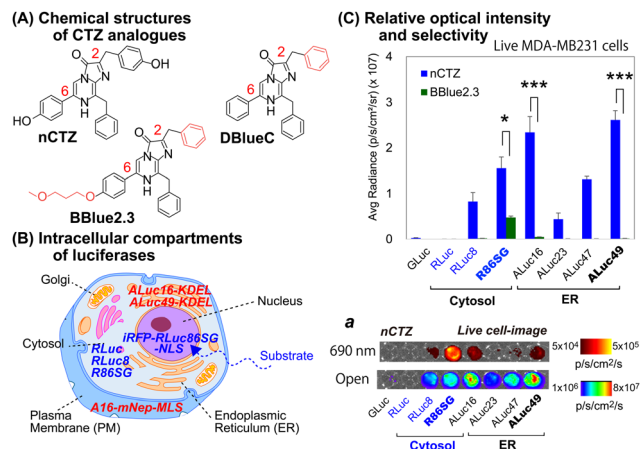 (A) Chemical structures
of CTZ analogues
2
O
N
OH
6
N
N
H
HO
nCTZ
2
O
N
6
N
N
H
DBlueC
2
O
N
6
N
N
H
O
O
BBlue2.3
(B) Intracellular compartments
of luciferases
Golgi
ALuc16-KDEL
ALuc49-KDEL
Nucleus
Cytosol
iRFP-RLuc86SG
-NLS
RLuc
RLuc8
R86SG
Substrate
A16-mNep-MLS
Plasma
Membrane (PM)
Endoplasmic
Reticulum (ER)
(C) Relative optical intensity
and selectivity
Live MDA-MB231 cells
nCTZ
BBlue2.3
Avg Radiance (p/s/cm²/sr) (x 107)
4
3
2
1
0
*
***
***
GLuc
RLuc
RLuc8
R86SG
ALuc16
ALuc23
ALuc47
ALuc49
Cytosol
ER
a
nCTZ
Live cell-image
690 nm
5x10⁴
5x10⁵
p/s/cm²/s
Open
1x10⁶
8x10⁷
p/s/cm²/s
GLuc
RLuc
RLuc8
R86SG
ALuc16
ALuc23
ALuc47
ALuc49
Cytosol
ER